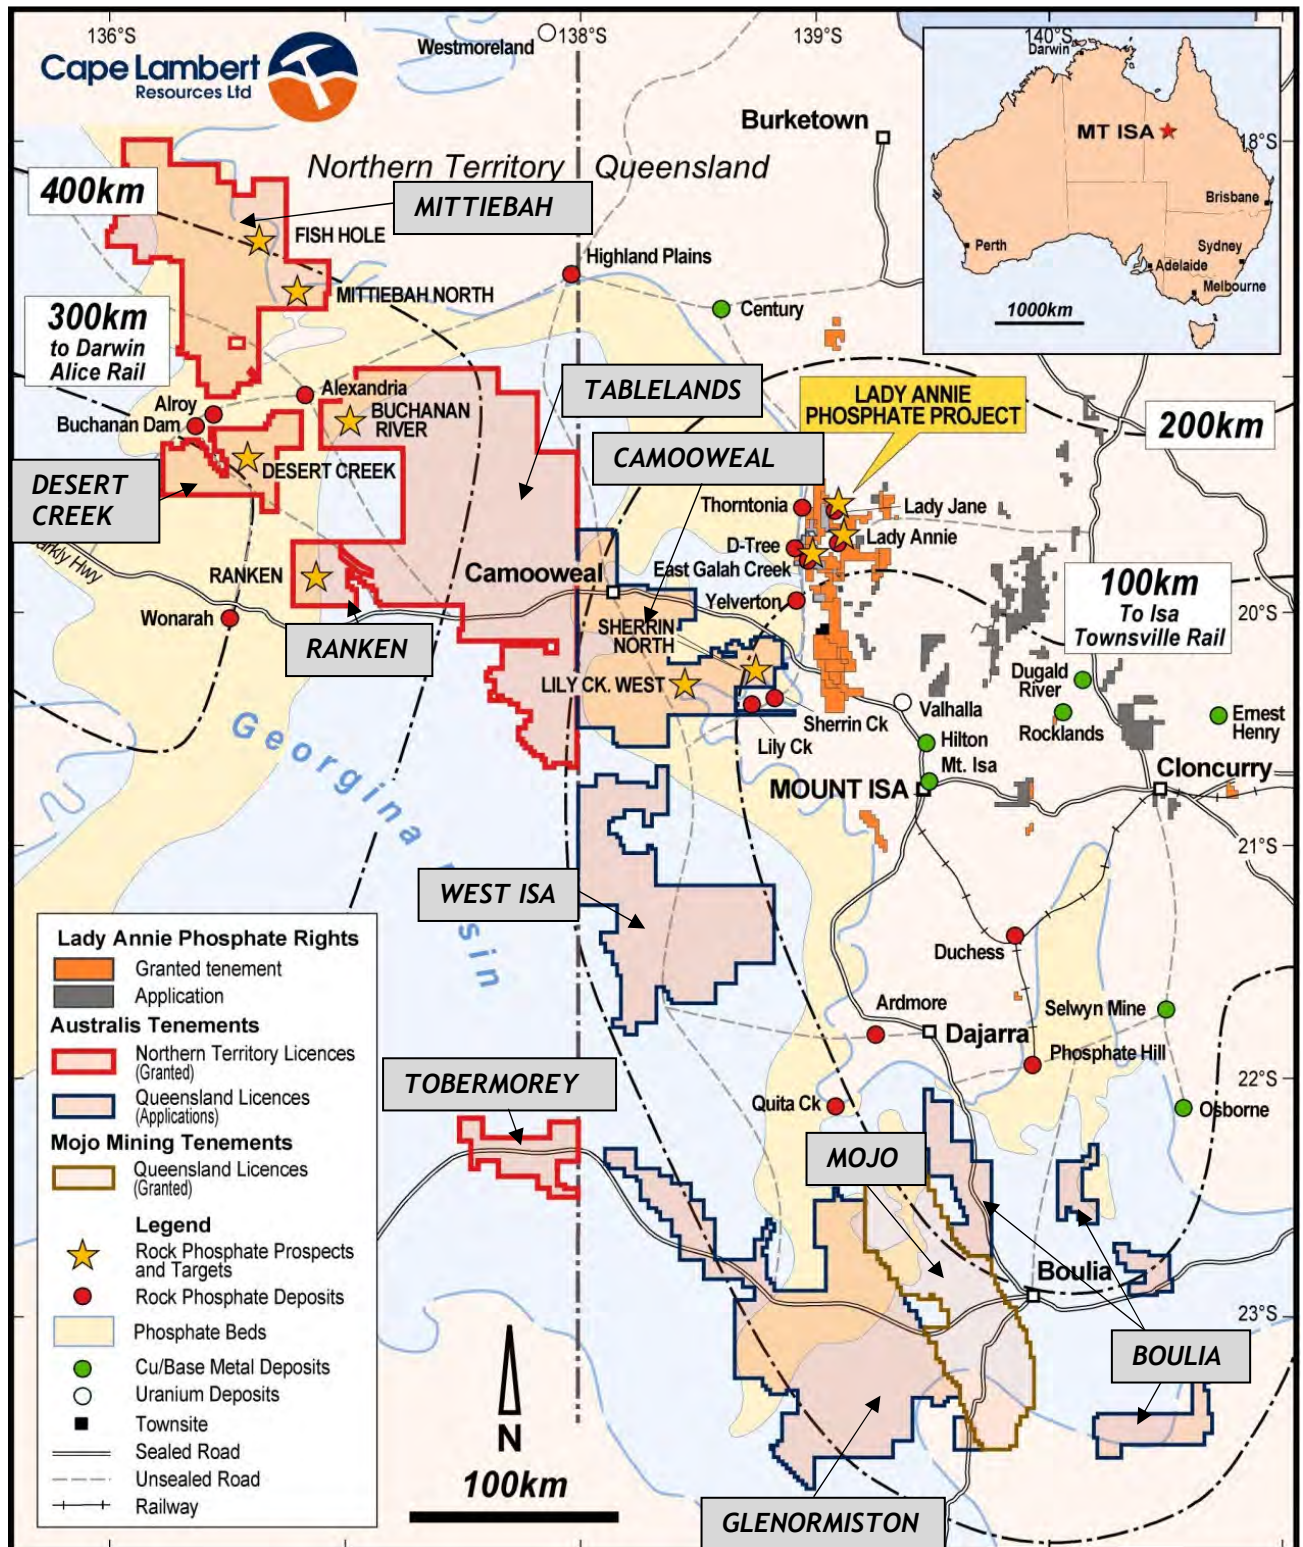 136°S
Westmoreland
138°S
139°S
140°S
Cape Lambert
Resources Ltd
Darwin
MT ISA
18°S
Brisbane
Perth
Sydney
Adelaide
Melbourne
1000km
Burketown
Northern Territory
Queensland
400km
MITTIEBAH
FISH HOLE
MITTIEBAH NORTH
Highland Plains
Century
300km
to Darwin
Alice Rail
TABLELANDS
LADY ANNIE
PHOSPHATE PROJECT
200km
Alexandria
Alroy
Buchanan Dam
BUCHANAN
RIVER
CAMOOWEAL
DESERT CREEK
DESERT
CREEK
Thorntonia
Lady Jane
Lady Annie
D-Tree
East Galah Creek
arkly Hwy
RANKEN
Camooweal
Yelverton
100km
To Isa
Townsville Rail
20°S
Wonarah
RANKEN
SHERRIN
NORTH
LILY CK. WEST
Dugald
River
Valhalla
Rocklands
Ernest
Henry
Sherrin Ck
Lily Ck
Hilton
Mt. Isa
MOUNT ISA
Cloncurry
Georgina
sin
21°S
WEST ISA
Duchess
Ardmore
Selwyn Mine
Dajarra
Phosphate Hill
22°S
TOBERMOREY
Quita Ck
Osborne
MOJO
Boulia
23°S
BOULIA
GLENORMISTON
N
100km
Lady Annie Phosphate Rights
Granted tenement
Application
Australis Tenements
Northern Territory Licences
(Granted)
Queensland Licences
(Applications)
Mojo Mining Tenements
Queensland Licences
(Granted)
Legend
Rock Phosphate Prospects
and Targets
Rock Phosphate Deposits
Phosphate Beds
Cu/Base Metal Deposits
Uranium Deposits
Townsite
Sealed Road
Unsealed Road
Railway